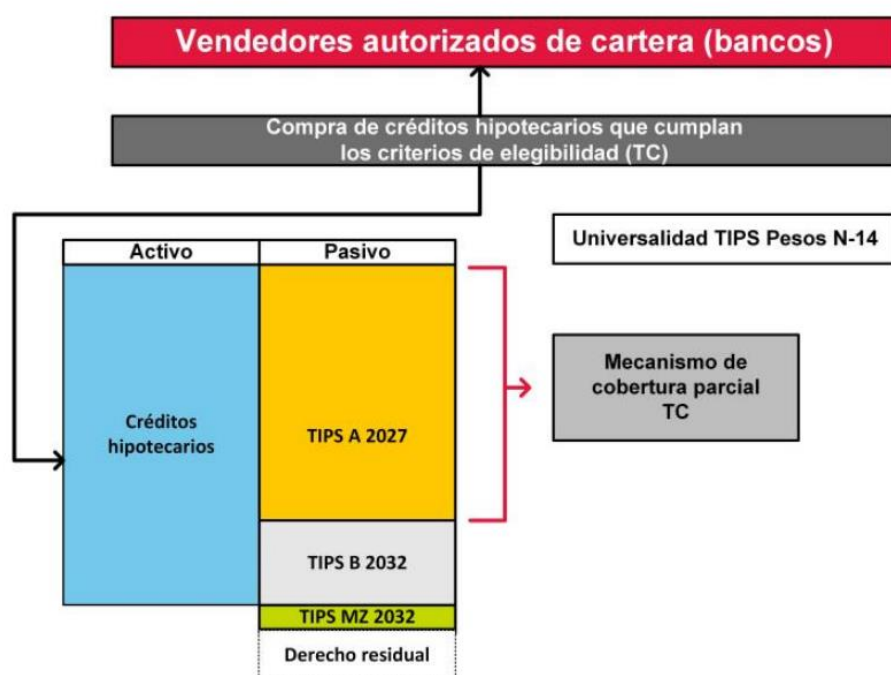 Vendedores autorizados de cartera (bancos)
Compra de créditos hipotecarios que cumplan
los criterios de elegibilidad (TC)
Universalidad TIPS Pesos N-14
Activo
Pasivo
Créditos
hipotecarios
TIPS A 2027
Mecanismo de
cobertura parcial
TC
TIPS B 2032
TIPS MZ 2032
Derecho residual